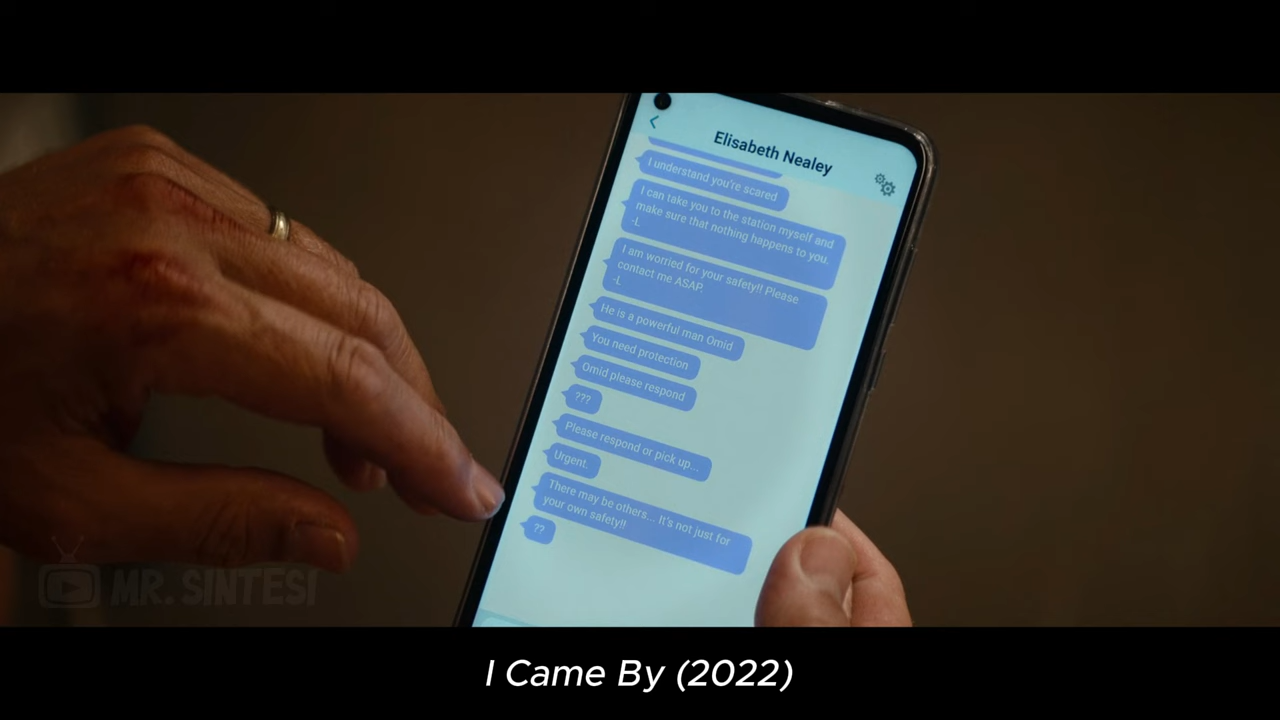 Elisabeth Nealey
I understand you're scared
I can take you to the station myself and
make sure that nothing happens to you.
-L
I am worried for your safety!! Please
contact me ASAP.
-L
He is a powerful man Omid
You need protection
Omid please respond
???
Please respond or pick up...
Urgent.
There may be others... It's not just for
your own safety!!
??
MR. SINTESI
I Came By (2022)